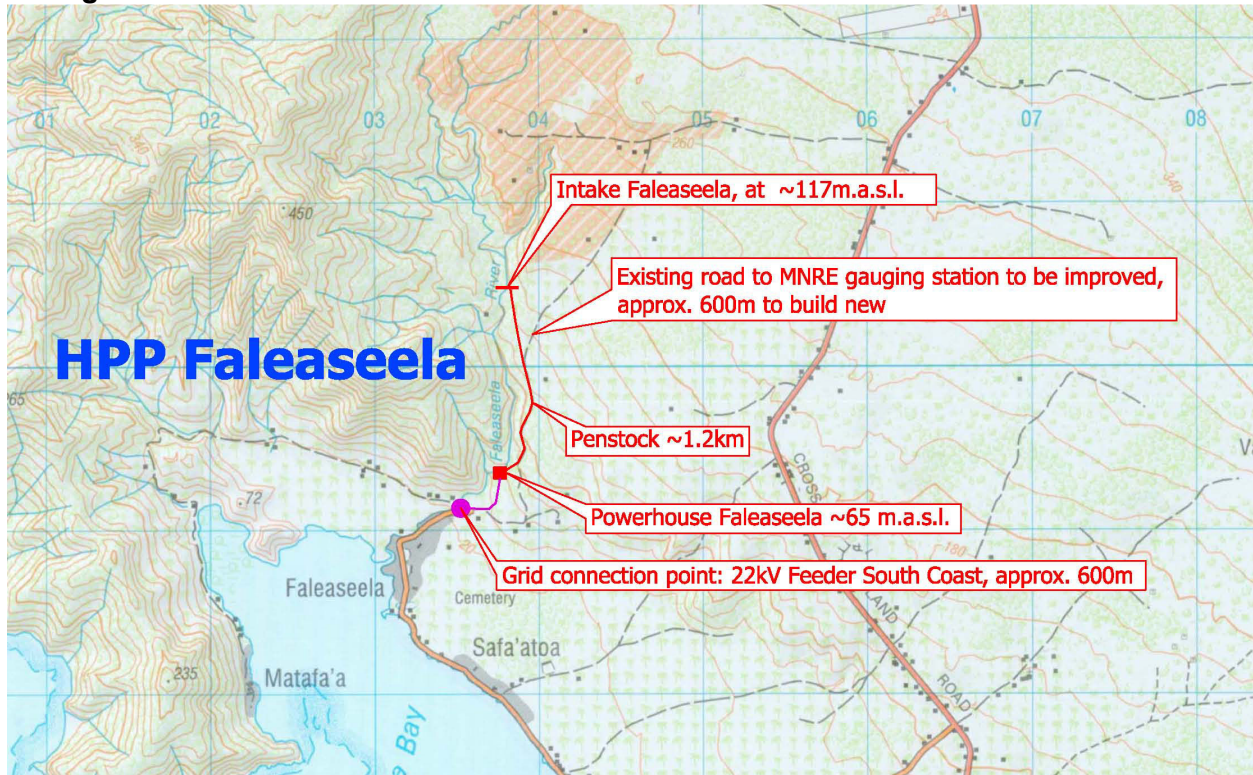 01
02
03
04
05
06
07
08
340
260
340
450
Intake Faleaseela, at ~117m.a.s.l.
River
Existing road to MNRE gauging station to be improved,
approx. 600m to build new
HPP Faleaseela
265
Faleaseela
Penstock ~1.2km
CROSS
72
Powerhouse Faleaseela ~65 m.a.s.l.
20
180
Grid connection point: 22kV Feeder South Coast, approx. 600m
Faleaseela
Cemetery
Safa'atoa
235
Matafa'a
ROAD
Bay